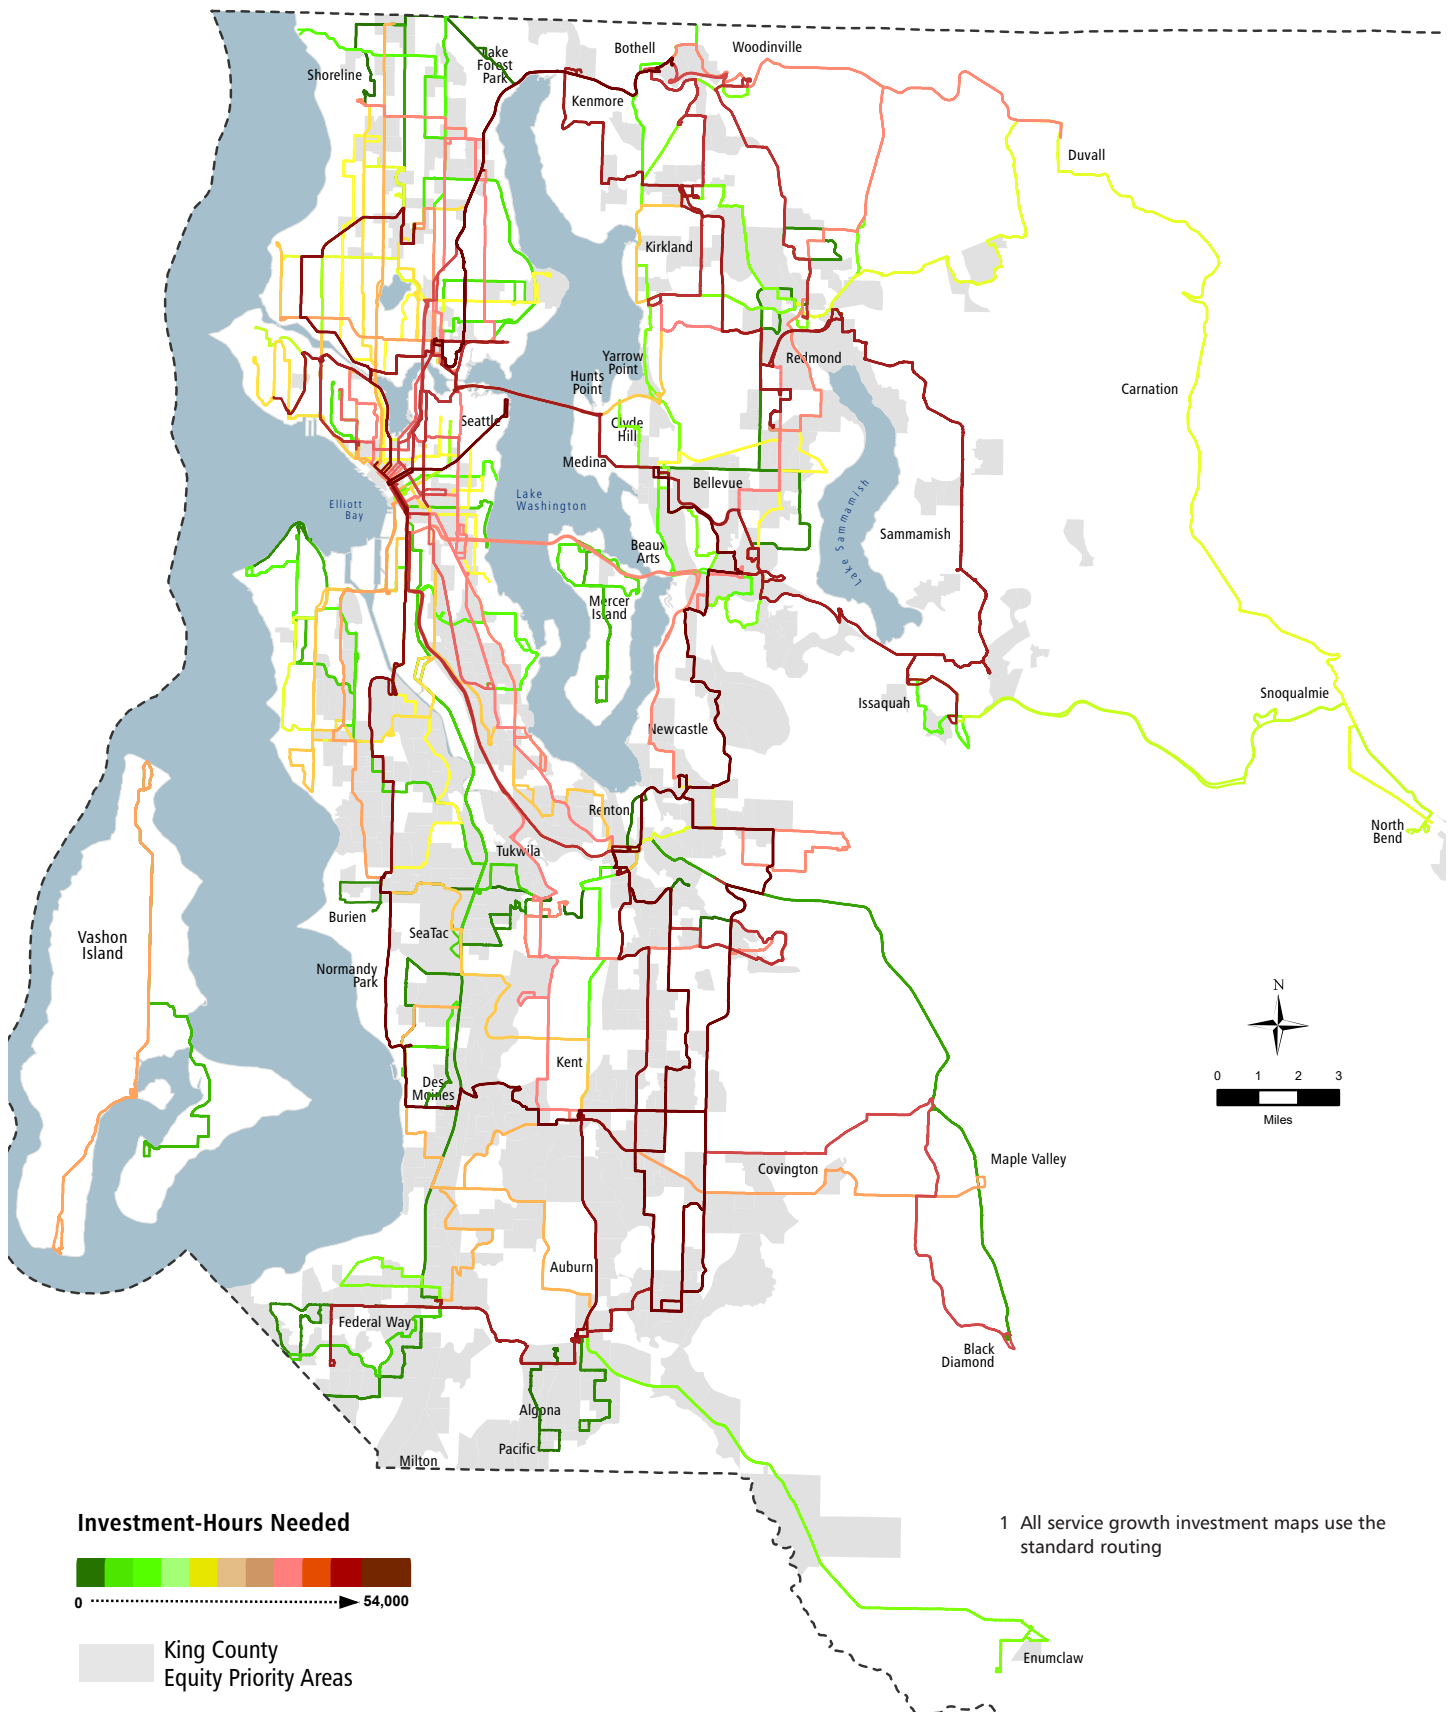 Bothell
Woodinville
Lake
Forest
Park
Shoreline
Kenmore
Duvall
Kirkland
Yarrow
Point
Redmond
Hunts
Point
Carnation
Seattle
Clyde
Hill
Medina
Bellevue
Lake
Washington
Elliott
Bay
Lake Sammamish
Sammamish
Beaux
Arts
Mercer
Island
Snoqualmie
Issaquah
Newcastle
Renton
North
Bend
Tukwila
Burien
SeaTac
Vashon
Island
Normandy
Park
N
Kent
0 1 2 3
Miles
Des
Moines
Maple Valley
Covington
Auburn
Federal Way
Black
Diamond
Algona
Pacific
Milton
Investment-Hours Needed
0 54,000
King County
Equity Priority Areas
1 All service growth investment maps use the
standard routing
Enumclaw